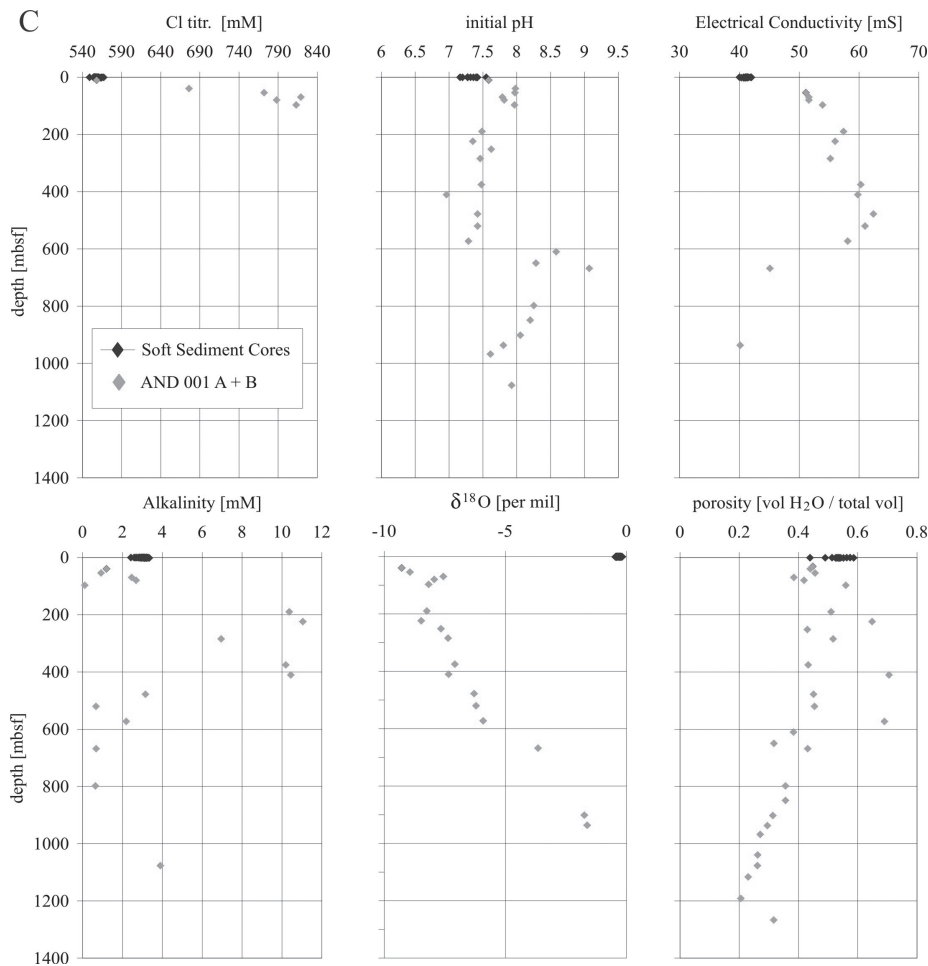 C
Cl titr. [mM]
540 590 640 690 740 790 840
initial pH
6 6.5 7 7.5 8 8.5 9 9.5
Electrical Conductivity [mS]
30 40 50 60 70
0
200
400
600
800
1000
1200
1400
depth [mbsf]
Soft Sediment Cores
AND 001 A + B
Alkalinity [mM]
0 2 4 6 8 10 12
δ18O [per mil]
-10 -5 0
porosity [vol H2O / total vol]
0 0.2 0.4 0.6 0.8
0
200
400
600
800
1000
1200
1400
depth [mbsf]